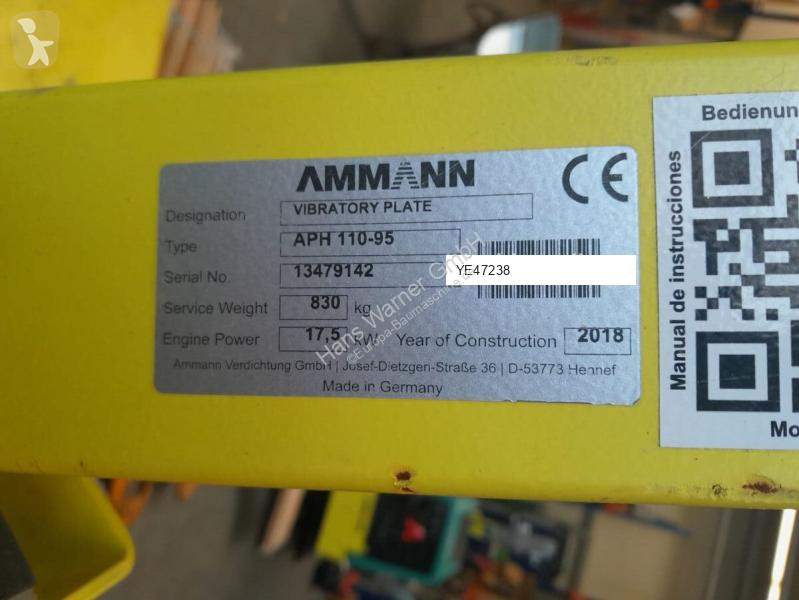 AMMANN
CE
Designation VIBRATORY PLATE
Type APH 110-95
Serial No. 13479142 YE47238
Service Weight 830 kg
Engine Power 17,5 kW Year of Construction 2018
Ammann Verdichtung GmbH | Josef-Dietzgen-Straße 36 | D-53773 Hennef
Made in Germany
Hans Warner GmbH
Manual de instrucciones